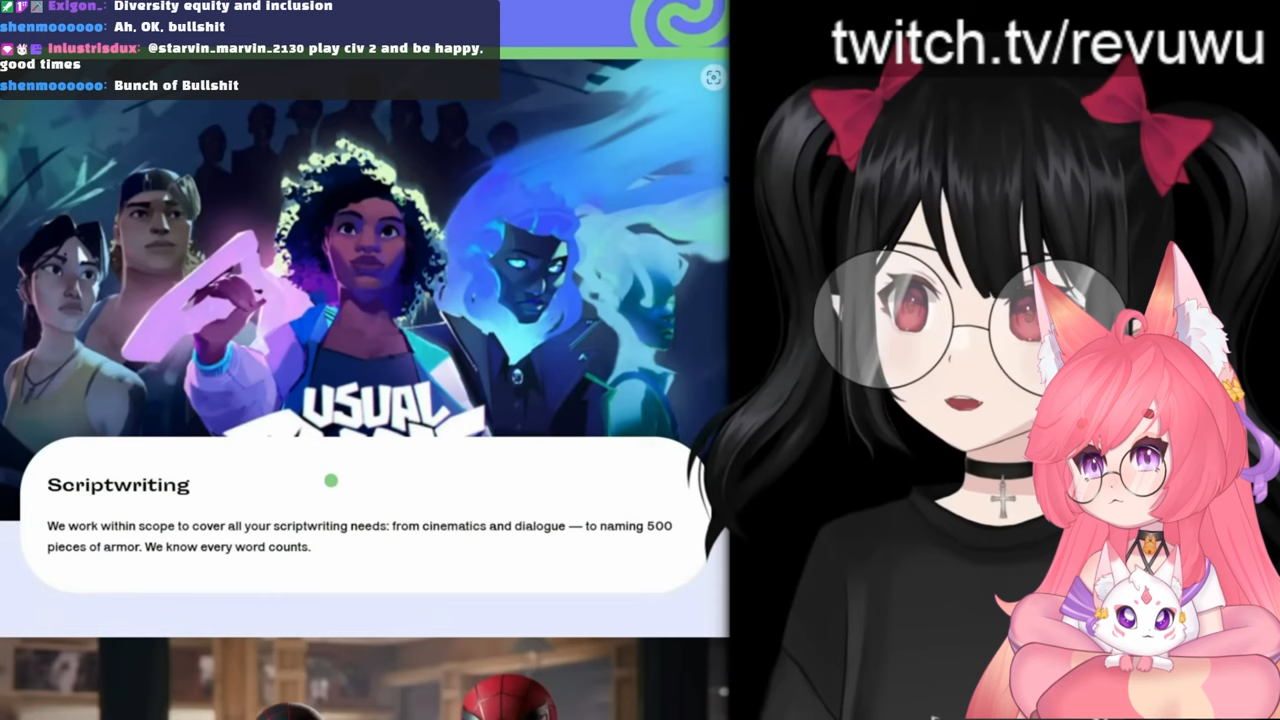 Exigon_: Diversity equity and inclusion
shenmoooooo: Ah, OK, bullshit
inlustrisdux: @starvin_marvin_2130 play civ 2 and be happy.
good times
shenmoooooo: Bunch of Bullshit
twitch.tv/revuwu
USUAL
Scriptwriting
We work within scope to cover all your scriptwriting needs: from cinematics and dialogue — to naming 500
pieces of armor. We know every word counts.